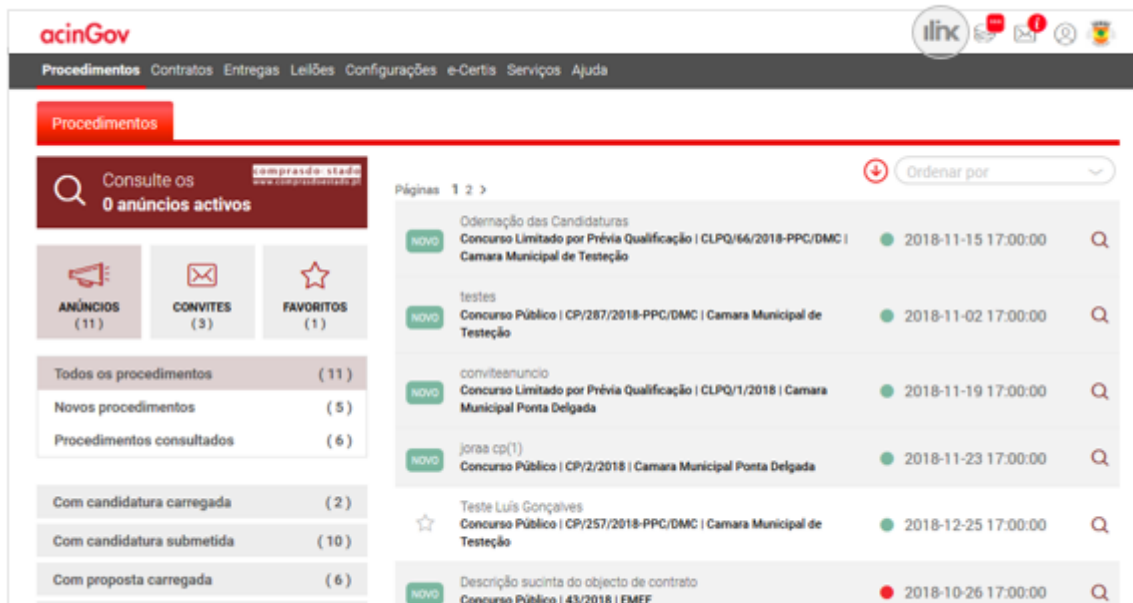 acinGov
ilink
Procedimentos Contratos Entregas Leilões Configurações e-Certis Serviços Ajuda
Procedimentos
Consulte os
0 anúncios activos
comprasdo stado
www.comprasdoestado.pt
ANÚNCIOS
(11)
CONVITES
(3)
FAVORITOS
(1)
Todos os procedimentos (11)
Novos procedimentos (5)
Procedimentos consultados (6)
Com candidatura carregada (2)
Com candidatura submetida (10)
Com proposta carregada (6)
Ordenar por
Páginas 1 2 >
Odernação das Candidaturas
NOVO Concurso Limitado por Prévia Qualificação | CLPQ/66/2018-PPC/DMC | 2018-11-15 17:00:00
Camara Municipal de Testeção
testes
NOVO Concurso Público | CP/287/2018-PPC/DMC | Camara Municipal de 2018-11-02 17:00:00
Testeção
conviteanuncio
NOVO Concurso Limitado por Prévia Qualificação | CLPQ/1/2018 | Camara 2018-11-19 17:00:00
Municipal Ponta Delgada
joraa cp(1)
NOVO Concurso Público | CP/2/2018 | Camara Municipal Ponta Delgada 2018-11-23 17:00:00
Teste Luís Gonçalves
Concurso Público | CP/257/2018-PPC/DMC | Camara Municipal de 2018-12-25 17:00:00
Testeção
Descrição sucinta do objecto de contrato
NOVO Concurso Público | 43/2018 | EMEF 2018-10-26 17:00:00